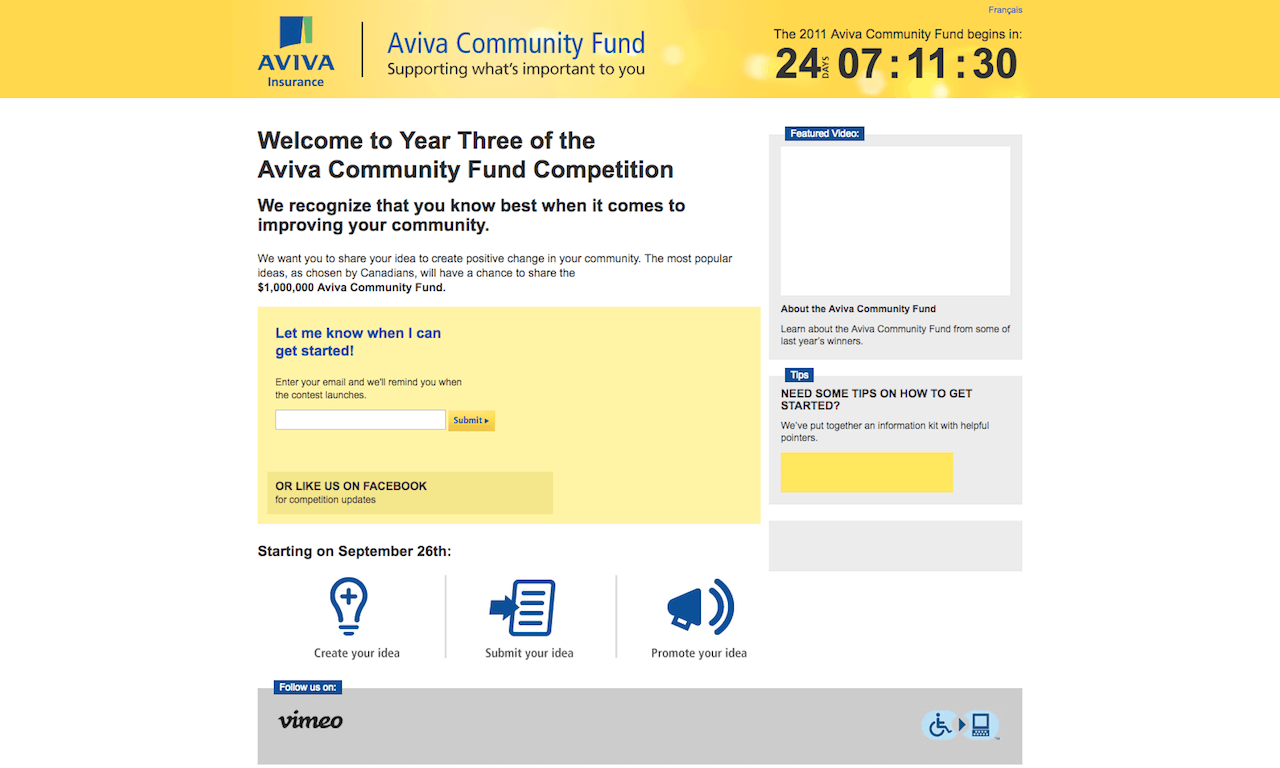 Français
AVIVA
Insurance
Aviva Community Fund
Supporting what's important to you
The 2011 Aviva Community Fund begins in:
24 DAYS 07 : 11 : 30
Welcome to Year Three of the
Aviva Community Fund Competition
We recognize that you know best when it comes to
improving your community.
We want you to share your idea to create positive change in your community. The most popular
ideas, as chosen by Canadians, will have a chance to share the
$1,000,000 Aviva Community Fund.
Let me know when I can
get started!
Enter your email and we'll remind you when
the contest launches.
Submit ▸
OR LIKE US ON FACEBOOK
for competition updates
Starting on September 26th:
Create your idea
Submit your idea
Promote your idea
Featured Video:
About the Aviva Community Fund
Learn about the Aviva Community Fund from some of
last year's winners.
Tips
NEED SOME TIPS ON HOW TO GET
STARTED?
We've put together an information kit with helpful
pointers.
Follow us on:
vimeo